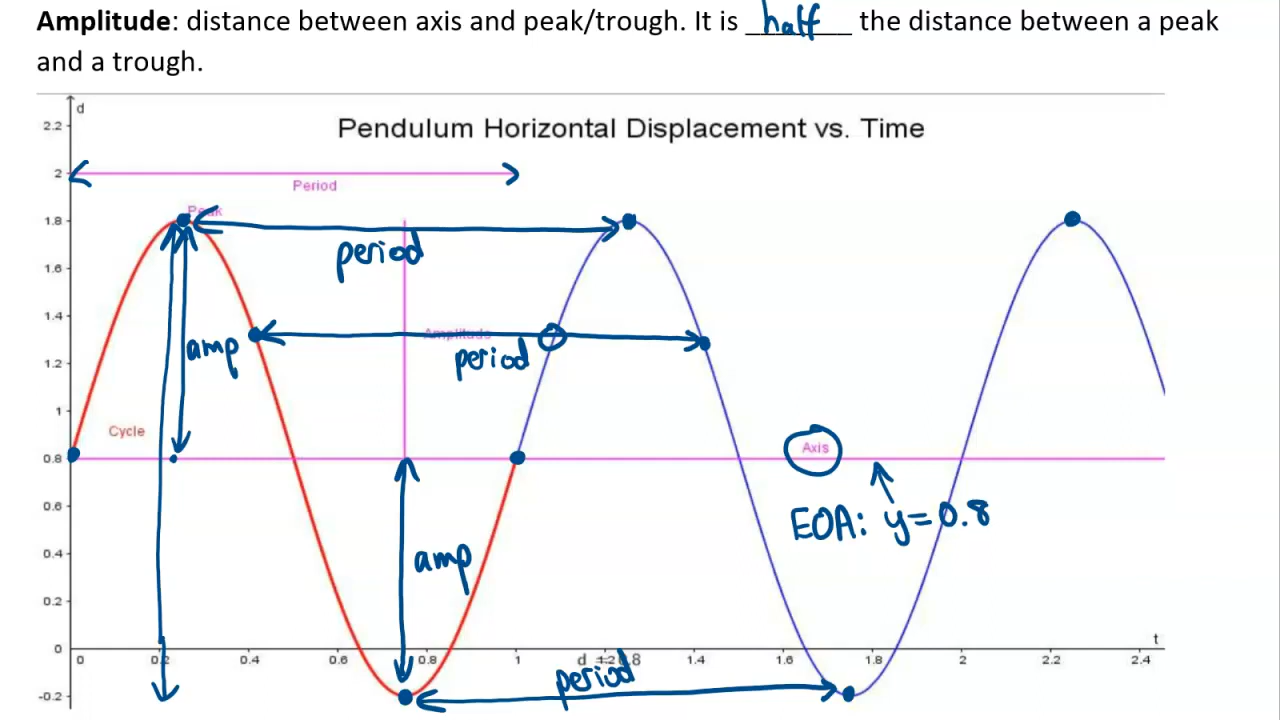 Amplitude: distance between axis and peak/trough. It is half the distance between a peak
and a trough.
d
Pendulum Horizontal Displacement vs. Time
2.2
2
Period
1.8
Peak
period
1.6
1.4
Amplitude
amp
period
1.2
1
Cycle
Axis
0.8
EOA: y=0.8
0.6
0.4
amp
0.2
t
0
0 0.2 0.4 0.6 0.8 1 1.4 1.6 1.8 2 2.2 2.4
period
-0.2